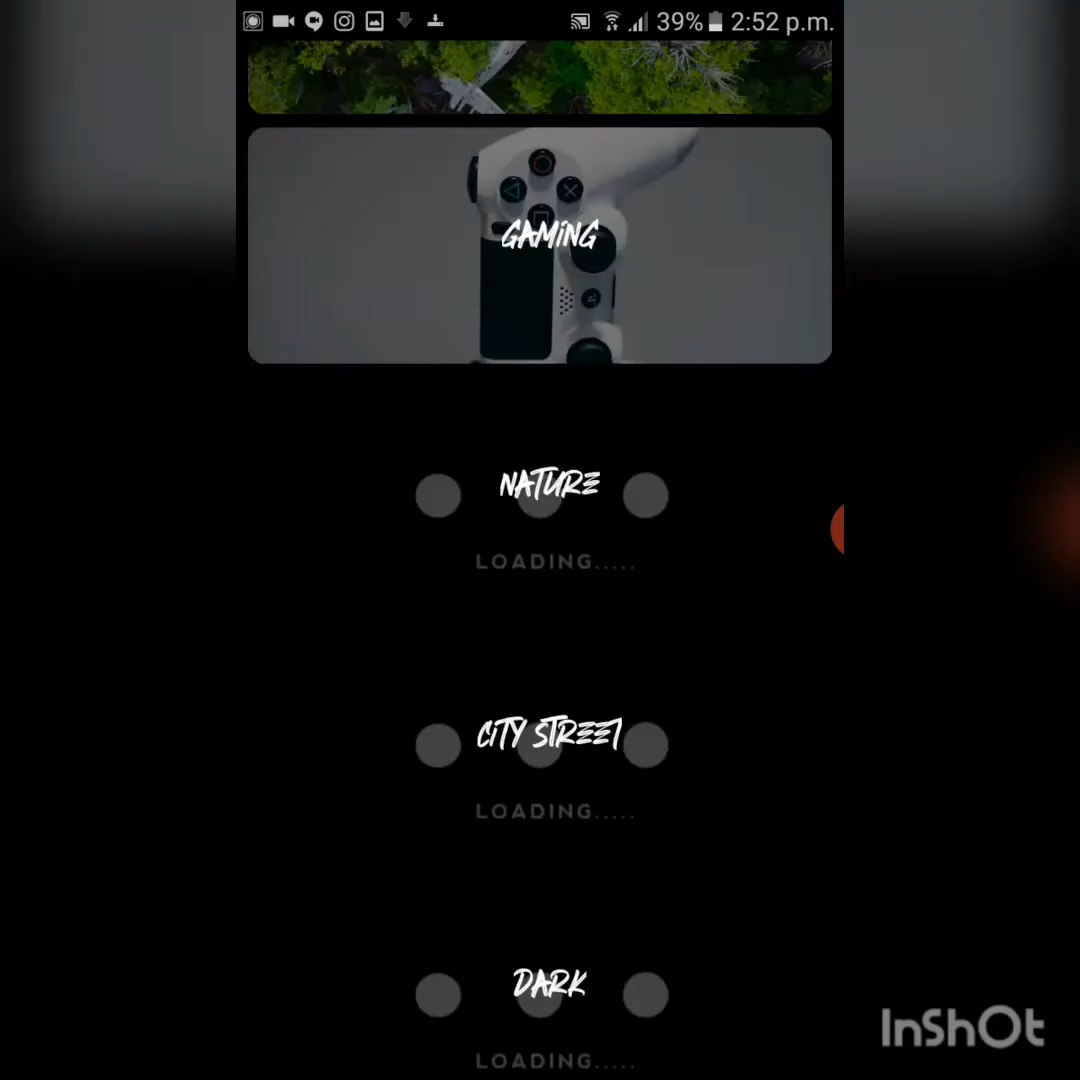 39% 2:52 p.m.
GAMING
NATURE
LOADING.....
CITY STREET
LOADING.....
DARK
LOADING.....
InShOt